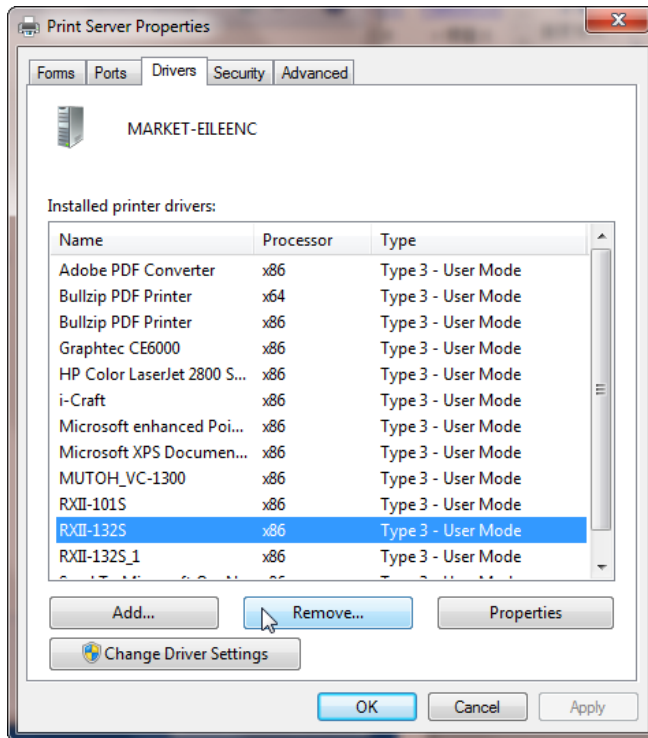 Print Server Properties
Forms Ports Drivers Security Advanced
MARKET-EILEENC
Installed printer drivers:
Name Processor Type
Adobe PDF Converter x86 Type 3 - User Mode
Bullzip PDF Printer x64 Type 3 - User Mode
Bullzip PDF Printer x86 Type 3 - User Mode
Graphtec CE6000 x86 Type 3 - User Mode
HP Color LaserJet 2800 S... x86 Type 3 - User Mode
i-Craft x86 Type 3 - User Mode
Microsoft enhanced Poi... x86 Type 3 - User Mode
Microsoft XPS Documen... x86 Type 3 - User Mode
MUTOH_VC-1300 x86 Type 3 - User Mode
RXII-101S x86 Type 3 - User Mode
RXII-132S x86 Type 3 - User Mode
RXII-132S_1 x86 Type 3 - User Mode
Add... Remove... Properties
Change Driver Settings
OK Cancel Apply